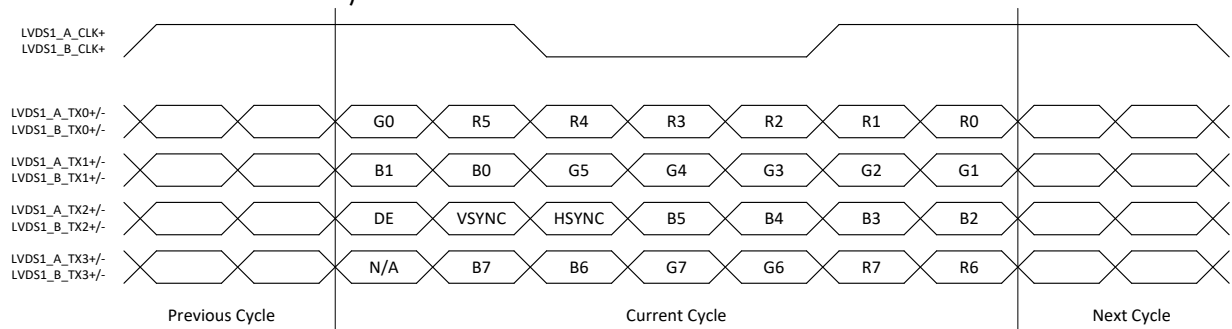 LVDS1_A_CLK+
LVDS1_B_CLK+
LVDS1_A_TX0+/-
LVDS1_B_TX0+/-
G0 R5 R4 R3 R2 R1 R0
LVDS1_A_TX1+/-
LVDS1_B_TX1+/-
B1 B0 G5 G4 G3 G2 G1
LVDS1_A_TX2+/-
LVDS1_B_TX2+/-
DE VSYNC HSYNC B5 B4 B3 B2
LVDS1_A_TX3+/-
LVDS1_B_TX3+/-
N/A B7 B6 G7 G6 R7 R6
Previous Cycle Current Cycle Next Cycle